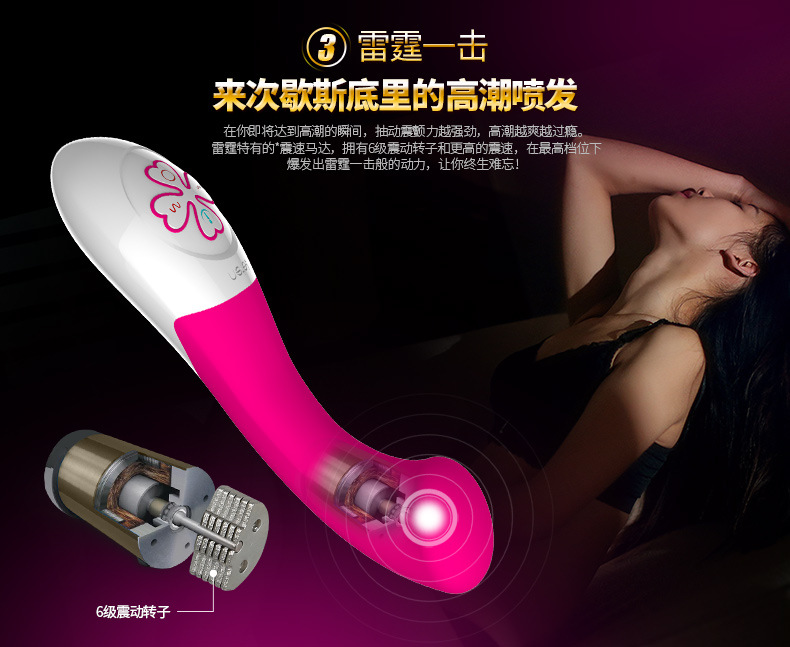 3 雷霆一击
来次歇斯底里的高潮喷发
在你即将达到高潮的瞬间，抽动震颤力越强劲，高潮越爽越过瘾。
雷霆特有的*震速马达，拥有6级震动转子和更高的震速，在最高档位下
爆发出雷霆一击般的动力，让你终生难忘！
6级震动转子